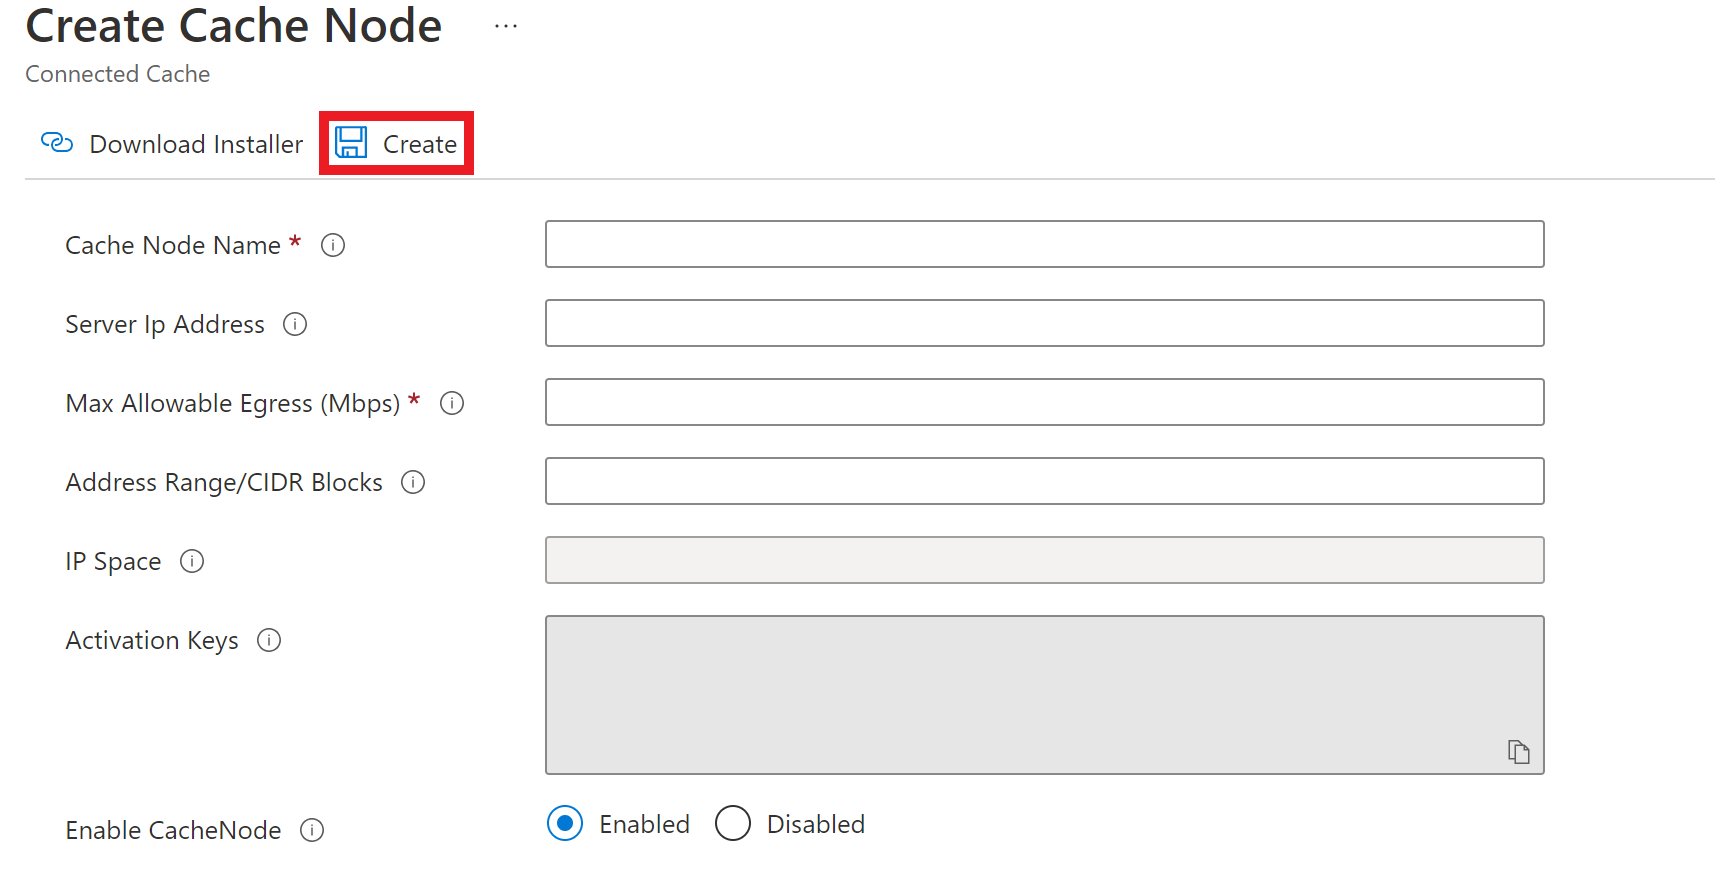 Create Cache Node ...
Connected Cache
Download Installer Create
Cache Node Name *
Server Ip Address
Max Allowable Egress (Mbps) *
Address Range/CIDR Blocks
IP Space
Activation Keys
Enable CacheNode Enabled Disabled